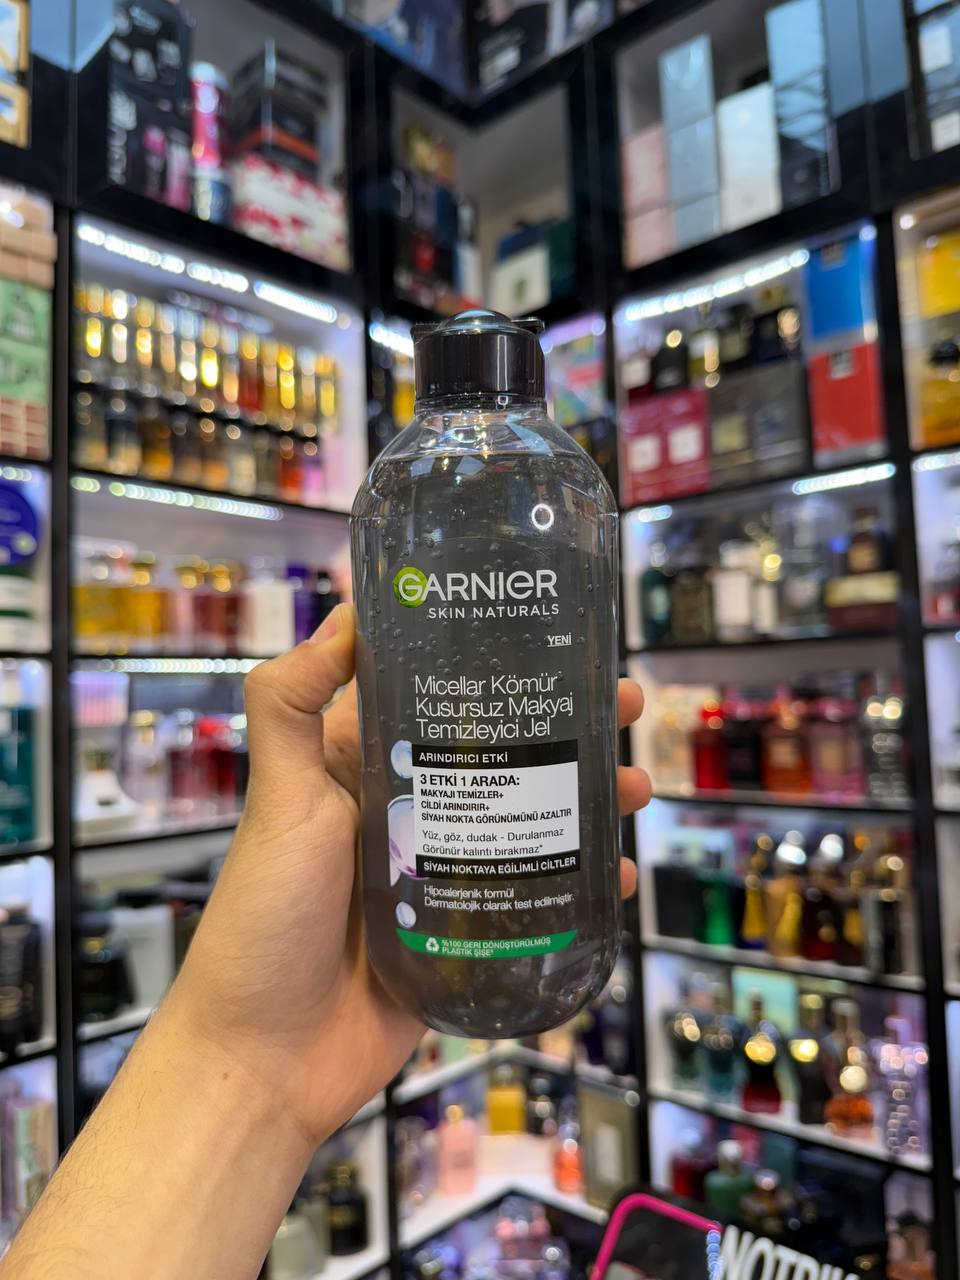 GARNIER
SKIN NATURALS
YENİ
Micellar Kömür
Kusursuz Makyaj
Temizleyici Jel
ARINDIRICI ETKİ
3 ETKİ 1 ARADA:
MAKYAJI TEMİZLER+
CİLDİ ARINDIRIR+
SİYAH NOKTA GÖRÜNÜMÜNÜ AZALTIR
Yüz, göz, dudak - Durulanmaz
Görünür kalıntı bırakmaz*
SİYAH NOKTAYA EĞİLİMLİ CİLTLER
Hipoalerjenik formül
Dermatolojik olarak test edilmiştir.
%100 GERİ DÖNÜŞTÜRÜLMÜŞ
PLASTİK ŞİŞE*